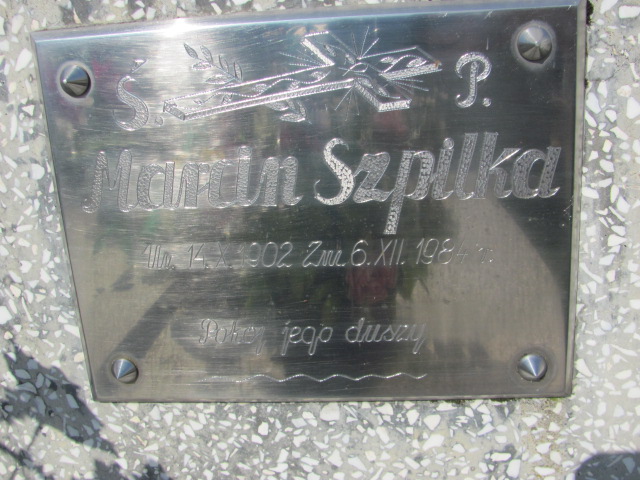 Ś. P.
Marcin Szpilka
Ur. 14.X.1902 Zm. 6.XII. 1984 r.
Pokój jego duszy